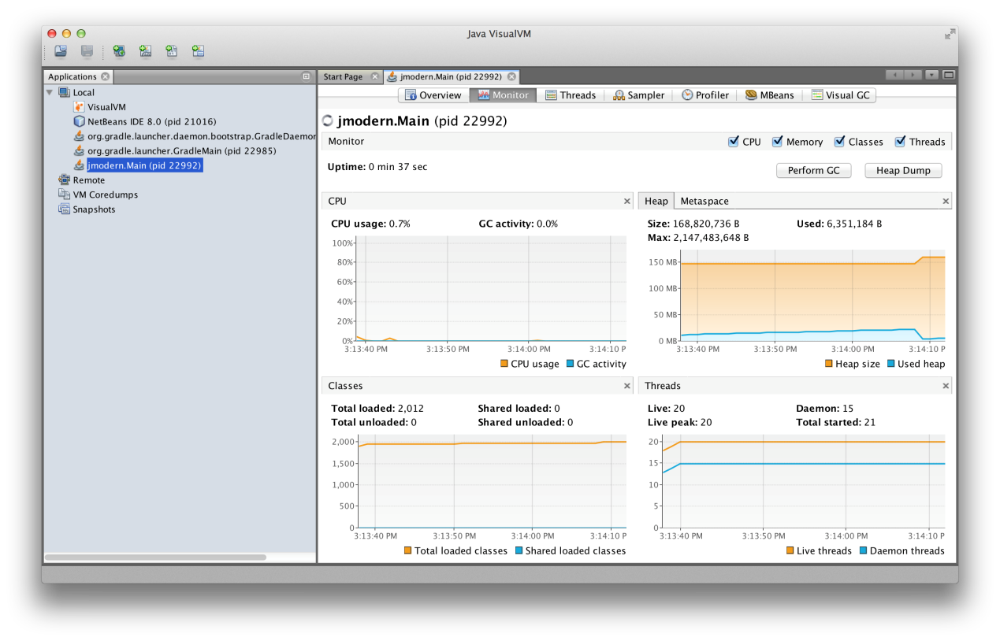 Java VisualVM
Applications
Start Page
jmodern.Main (pid 22992)
Local
VisualVM
NetBeans IDE 8.0 (pid 21016)
org.gradle.launcher.daemon.bootstrap.GradleDaemon
org.gradle.launcher.GradleMain (pid 22985)
jmodern.Main (pid 22992)
Remote
VM Coredumps
Snapshots
Overview Monitor Threads Sampler Profiler MBeans Visual GC
jmodern.Main (pid 22992)
Monitor CPU Memory Classes Threads
Uptime: 0 min 37 sec Perform GC Heap Dump
CPU
CPU usage: 0.7% GC activity: 0.0%
100%
80%
60%
40%
20%
0%
3:13:40 PM 3:13:50 PM 3:14:00 PM 3:14:10 P
CPU usage GC activity
Heap Metaspace
Size: 168,820,736 B Used: 6,351,184 B
Max: 2,147,483,648 B
150 MB
100 MB
50 MB
0 MB
3:13:40 PM 3:13:50 PM 3:14:00 PM 3:14:10 P
Heap size Used heap
Classes
Total loaded: 2,012 Shared loaded: 0
Total unloaded: 0 Shared unloaded: 0
2,000
1,500
1,000
500
0
3:13:40 PM 3:13:50 PM 3:14:00 PM 3:14:10 P
Total loaded classes Shared loaded classes
Threads
Live: 20 Daemon: 15
Live peak: 20 Total started: 21
20
15
10
5
0
3:13:40 PM 3:13:50 PM 3:14:00 PM 3:14:10 P
Live threads Daemon threads